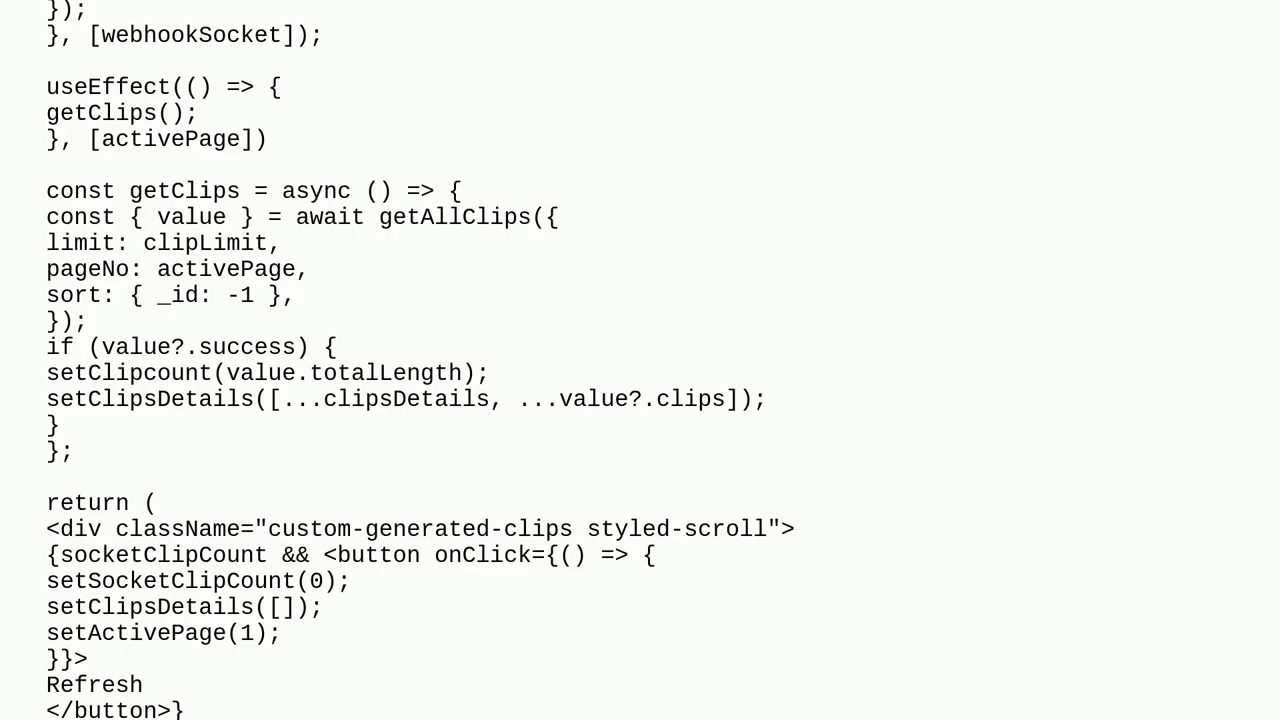 });
}, [webhookSocket]);
useEffect(() => {
getClips();
}, [activePage])
const getClips = async () => {
const { value } = await getAllClips({
limit: clipLimit,
pageNo: activePage,
sort: { _id: -1 },
});
if (value?.success) {
setClipcount(value.totalLength);
setClipsDetails([...clipsDetails, ...value?.clips]);
}
};
return (
<div className="custom-generated-clips styled-scroll">
{socketClipCount && <button onClick={() => {
setSocketClipCount(0);
setClipsDetails([]);
setActivePage(1);
}}>
Refresh
</button>}